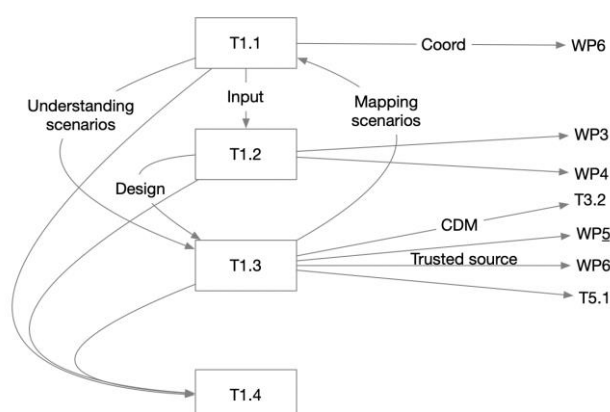 T1.1
Coord
WP6
Understanding
scenarios
Input
Mapping
scenarios
T1.2
WP3
WP4
Design
T3.2
CDM
WP5
T1.3
Trusted source
WP6
T5.1
T1.4